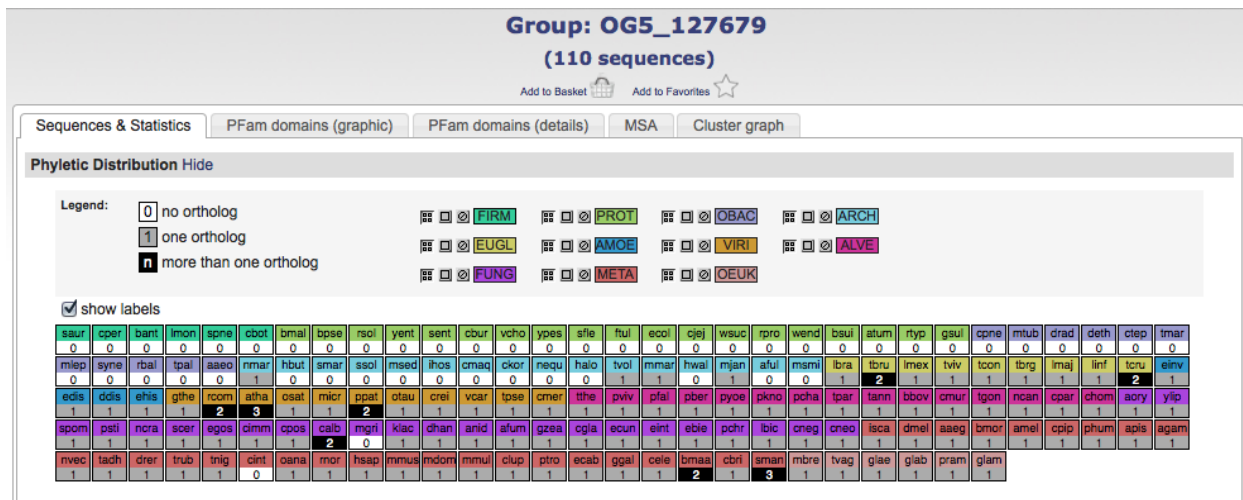 Group: OG5_127679
(110 sequences)
Add to Basket Add to Favorites
Sequences & Statistics PFam domains (graphic) PFam domains (details) MSA Cluster graph
Phyletic Distribution Hide
Legend: 0 no ortholog FIRM PROT OBAC ARCH
1 one ortholog EUGL AMOE VIRI ALVE
n more than one ortholog FUNG META OEUK
show labels
saur cper bant lmon spne cbot bmal bpse rsol yent sent cbur vcho ypes sfle ftul ecol cjej wsuc rpro wend bsui atum rtyp gsul cpne mtub drad deth ctep tmar
0 0 0 0 0 0 0 0 0 0 0 0 0 0 0 0 0 0 0 0 0 0 0 0 0 0 0 0 0 0 0
mlep syne rbal tpal aaeo nmar hbut smar ssol msed ihos cmaq ckor nequ halo tvol mmar hwal mjan aful msmi lbra tbru lmex tviv tcon tbrg lmaj linf tcru einv
0 0 0 0 0 1 0 0 0 0 0 0 0 0 0 1 1 0 1 0 0 1 2 1 1 1 1 1 1 2 1
edis ddis ehis gthe rcom atha osat micr ppat otau crei vcar tpse cmer tthe pviv pfal pber pyoe pkno pcha tpar tann bbov cmur tgon ncan cpar chom aory ylip
1 1 1 1 2 3 1 1 2 1 1 1 1 1 1 1 1 1 1 1 1 1 1 1 1 1 1 1 1 1 1
spom psti ncra scer egos cimm cpos calb mgri klac dhan anid afum gzea cgla ecun eint ebie pchr lbic cneg cneo isca dmel aaeg bmor amel cpip phum apis agam
1 1 1 1 1 1 1 2 0 1 1 1 1 1 1 1 1 1 1 1 1 1 1 1 1 1 1 1 1 1 1
nvec tadh drer trub tnig cint oana rnor hsap mmus mdom mmul clup ptro ecab ggal cele bmaa cbri sman mbre tvag glae glab pram glam
1 1 1 1 1 0 1 1 1 1 1 1 1 1 1 1 1 2 1 3 1 1 1 1 1 1